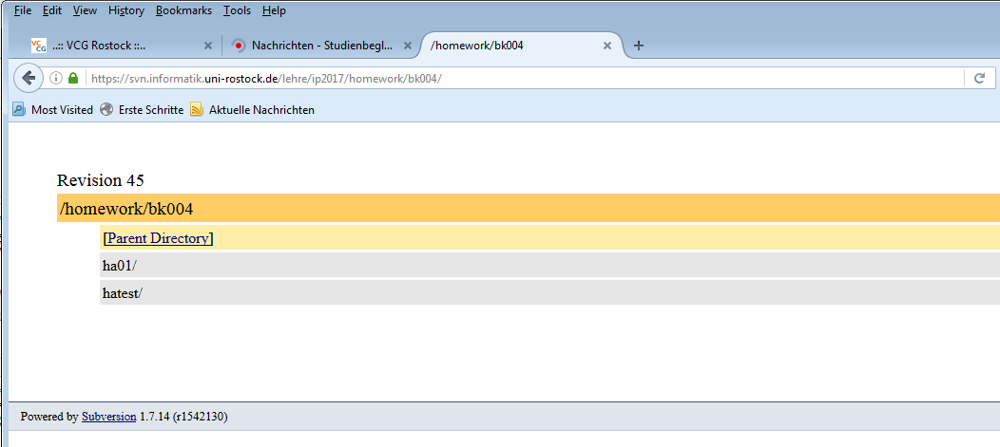 File Edit View History Bookmarks Tools Help
VC CG ..:: VCG Rostock ::.. Nachrichten - Studienbegl... /homework/bk004
https://svn.informatik.uni-rostock.de/lehre/ip2017/homework/bk004/
Most Visited Erste Schritte Aktuelle Nachrichten
Revision 45
/homework/bk004
[Parent Directory]
ha01/
hatest/
Powered by Subversion 1.7.14 (r1542130)